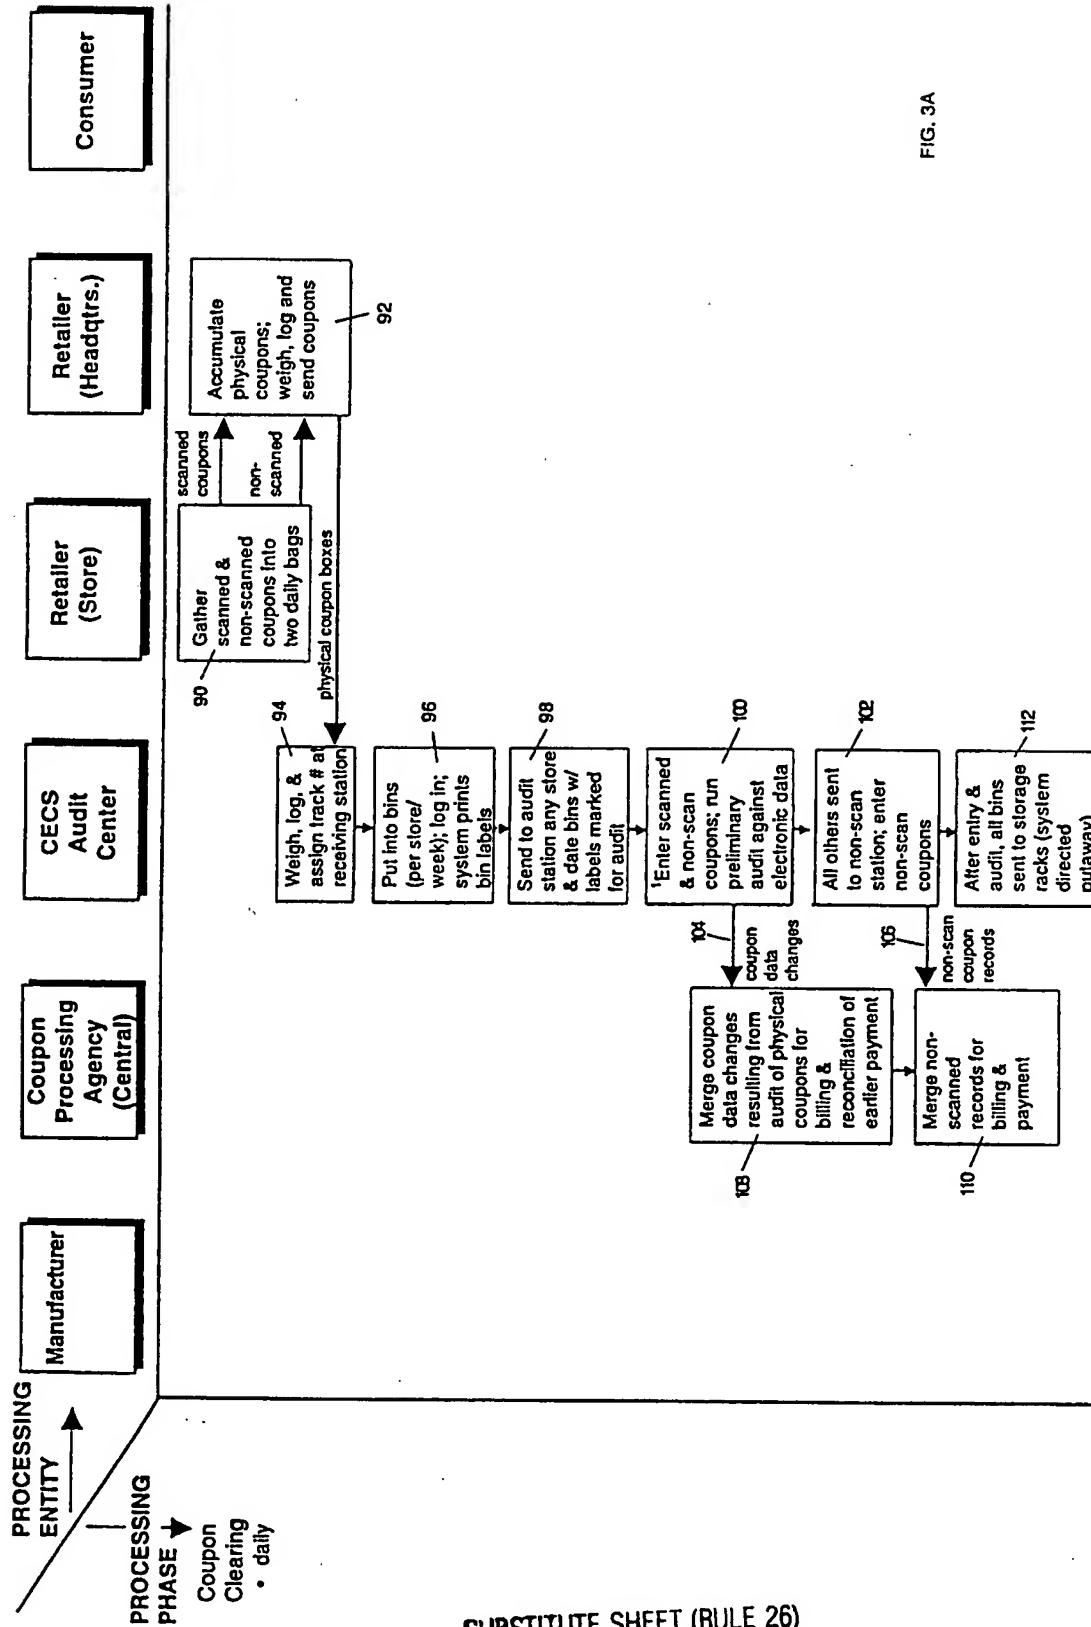 PROCESSING
ENTITY
PROCESSING
PHASE
Coupon
Clearing
• daily
Manufacturer
Coupon
Processing
Agency
(Central)
CECS
Audit
Center
Retailer
(Store)
Retailer
(Headqtrs.)
Consumer
90
Gather
scanned &
non-scanned
coupons into
two daily bags
scanned
coupons
non-
scanned
Accumulate
physical
coupons;
weigh, log and
send coupons
92
physical coupon boxes
94
Weigh, log, &
assign track # at
receiving station
96
Put into bins
(per store/
week); log in;
system prints
bin labels
98
Send to audit
station any store
& date bins w/
labels marked
for audit
100
¹Enter scanned
& non-scan
coupons; run
preliminary
audit against
electronic data
104
coupon
data
changes
108
Merge coupon
data changes
resulting from
audit of physical
coupons for
billing &
reconciliation of
earlier payment
102
All others sent
to non-scan
station; enter
non-scan
coupons
106
non-scan
coupon
records
110
Merge non-
scanned
records for
billing &
payment
112
After entry &
audit, all bins
sent to storage
racks (system
directed
putaway)
FIG. 3A
SUBSTITUTE SHEET (RULE 26)